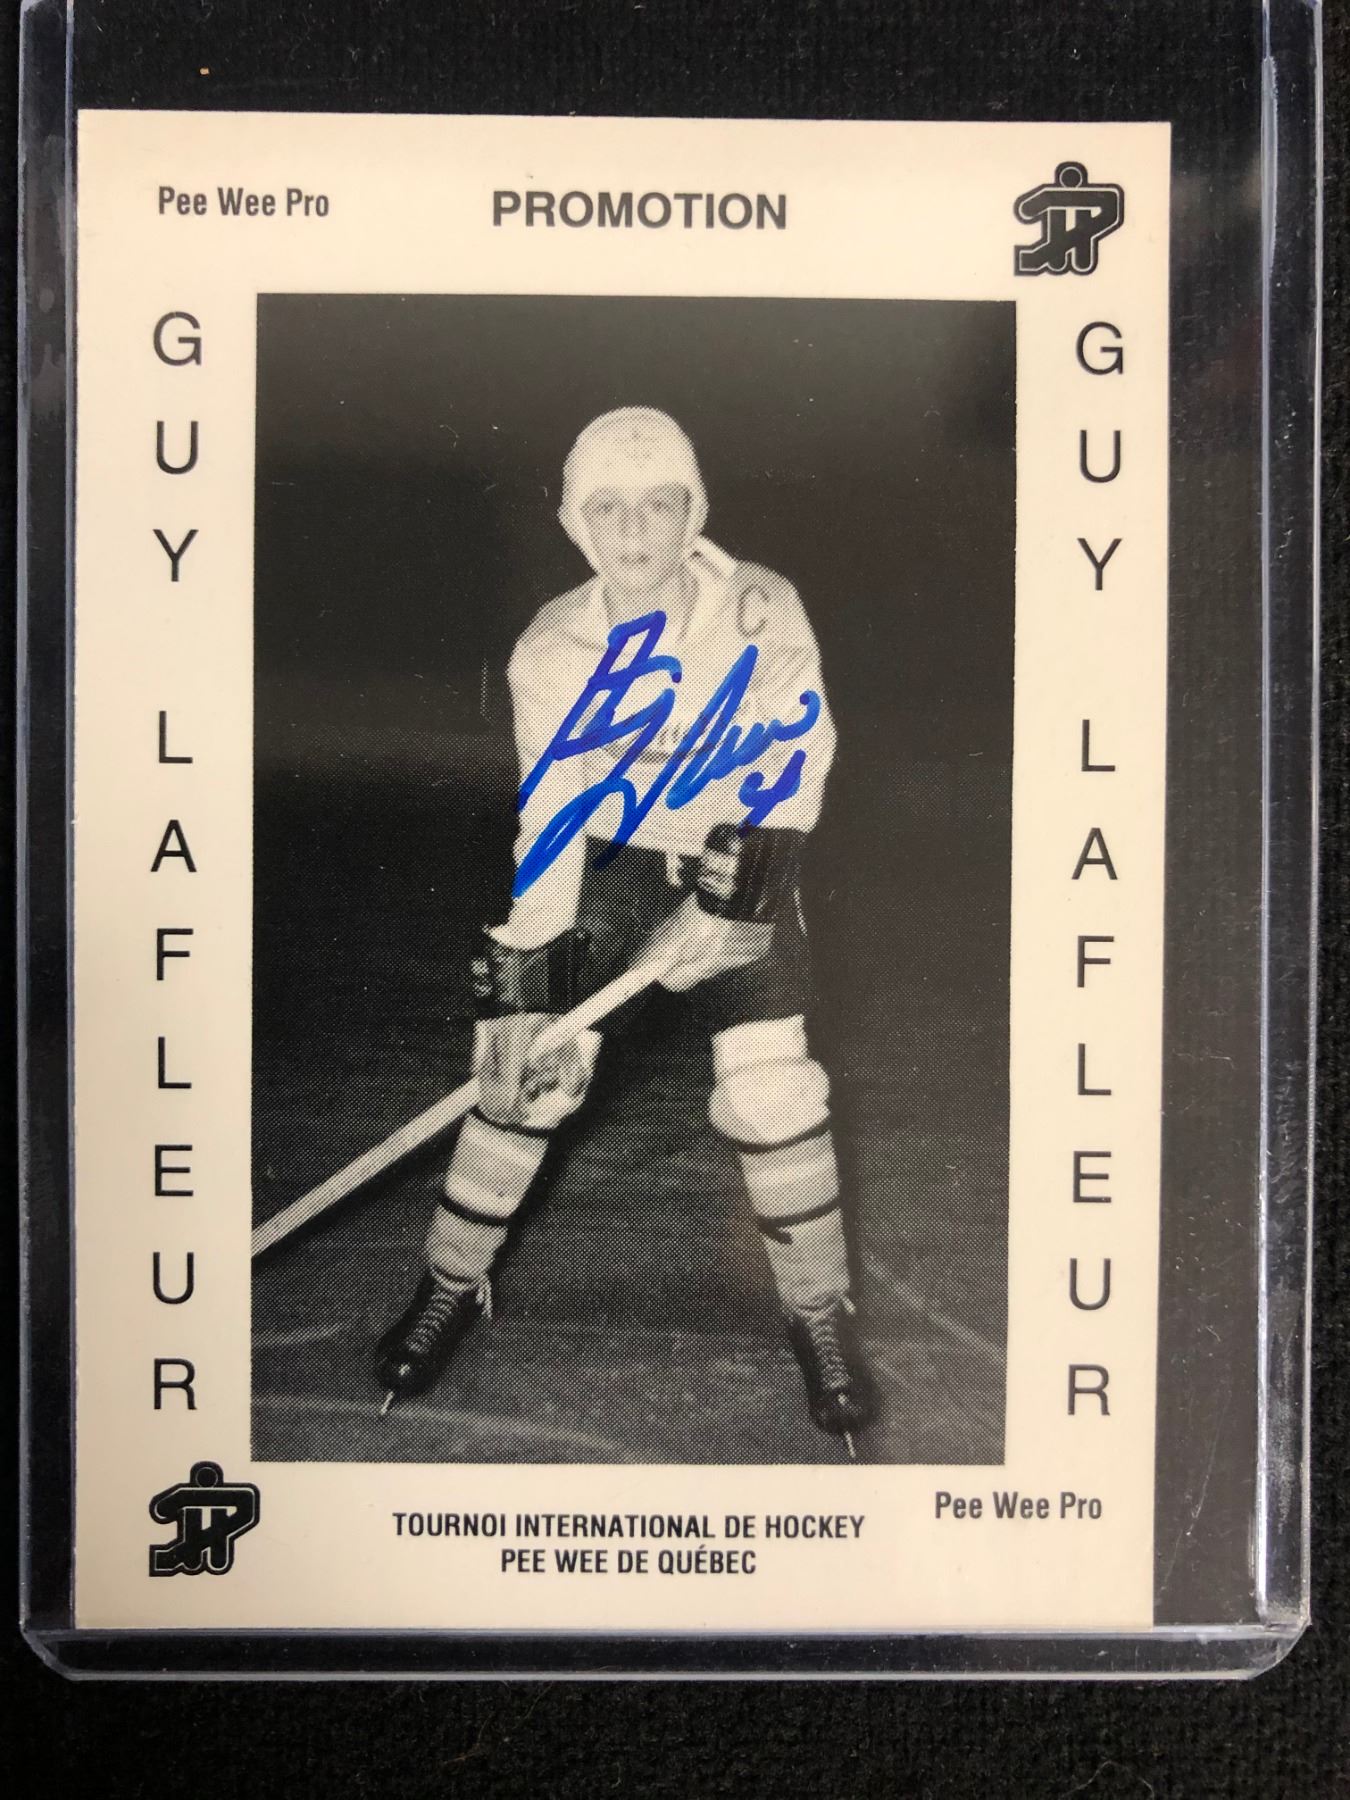 Pee Wee Pro
PROMOTION
GUY LAFLEUR
GUY LAFLEUR
C
Pee Wee Pro
TOURNOI INTERNATIONAL DE HOCKEY
PEE WEE DE QUÉBEC